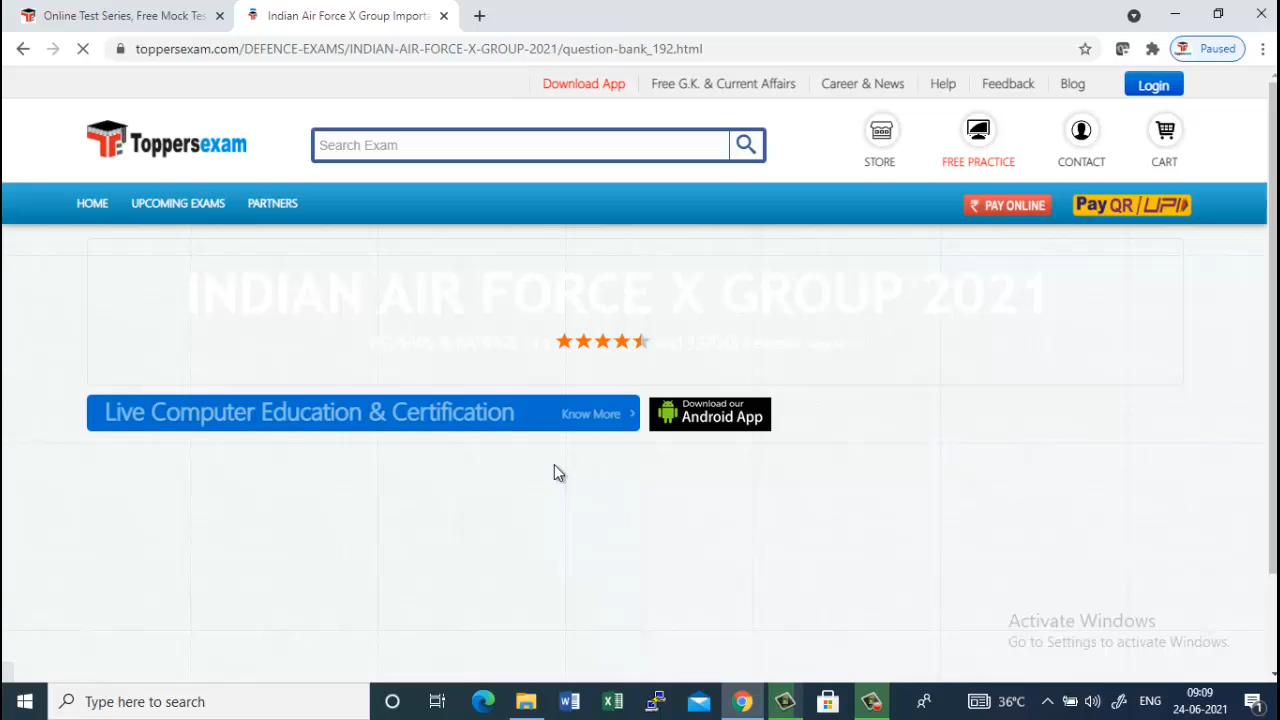 Online Test Series, Free Mock Tes
Indian Air Force X Group Importa
toppersexam.com/DEFENCE-EXAMS/INDIAN-AIR-FORCE-X-GROUP-2021/question-bank_192.html
Paused
Download App
Free G.K. & Current Affairs
Career & News
Help
Feedback
Blog
Login
Toppersexam
Search Exam
STORE
FREE PRACTICE
CONTACT
CART
HOME
UPCOMING EXAMS
PARTNERS
₹ PAY ONLINE
Pay QR/UPI
INDIAN AIR FORCE X GROUP 2021
Live Computer Education & Certification
Know More
Download our
Android App
Activate Windows
Go to Settings to activate Windows.
Type here to search
36°C
ENG
09:09
24-06-2021
1